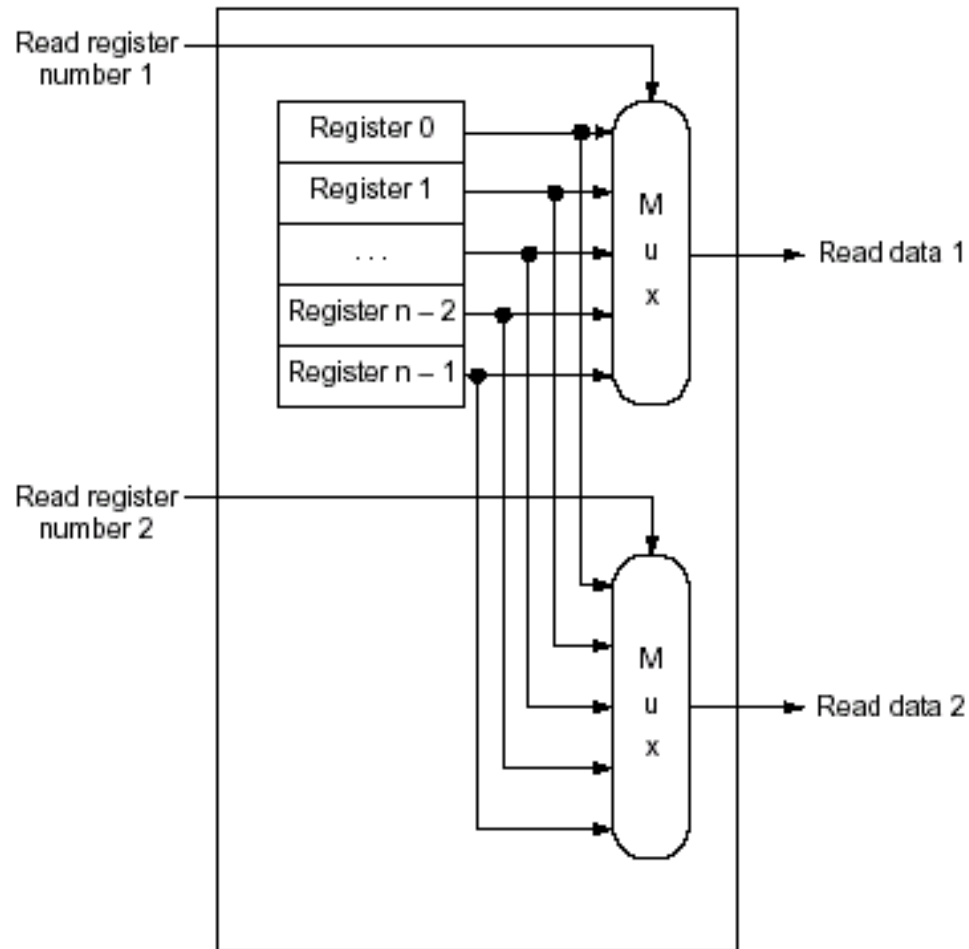 Read register
number 1
Register 0
Register 1
. . .
Register n – 2
Register n – 1
M
u
x
Read data 1
Read register
number 2
M
u
x
Read data 2